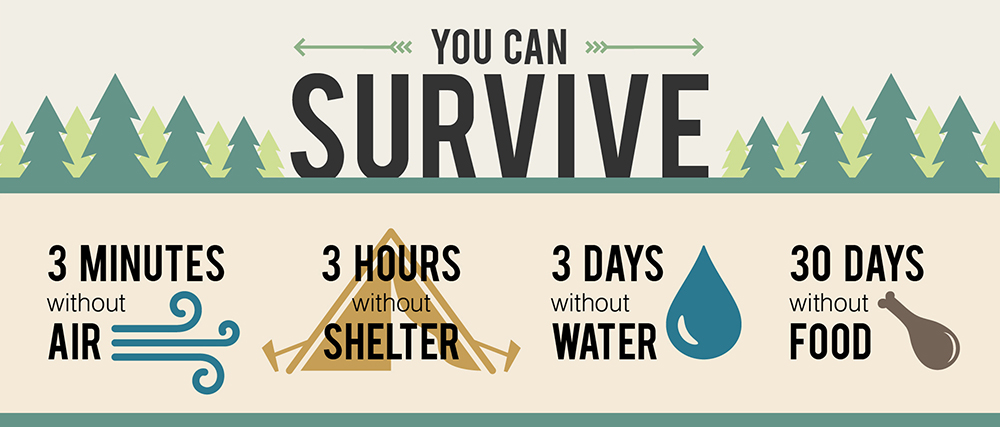 YOU CAN
SURVIVE
3 MINUTES
without
AIR
3 HOURS
without
SHELTER
3 DAYS
without
WATER
30 DAYS
without
FOOD